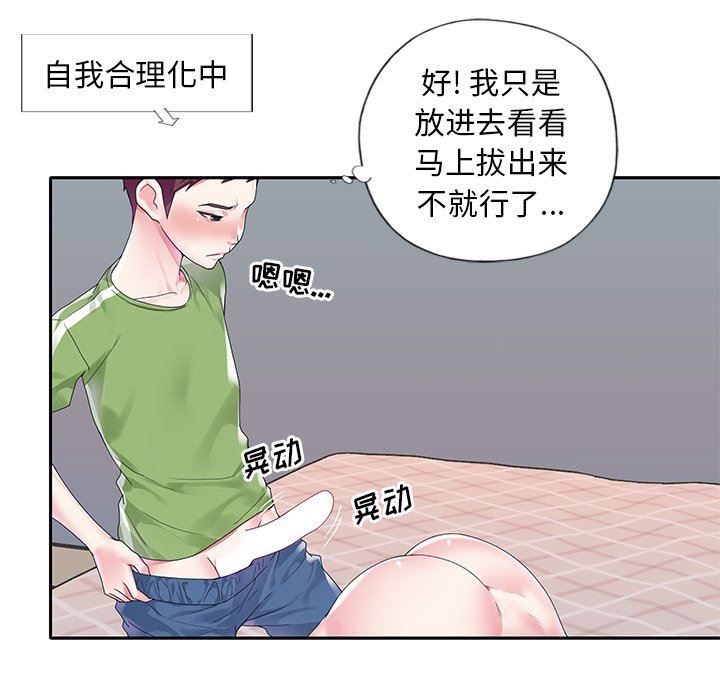 自我合理化中
好! 我只是
放进去看看
马上拔出来
不就行了...
嗯嗯...
晃动
晃动